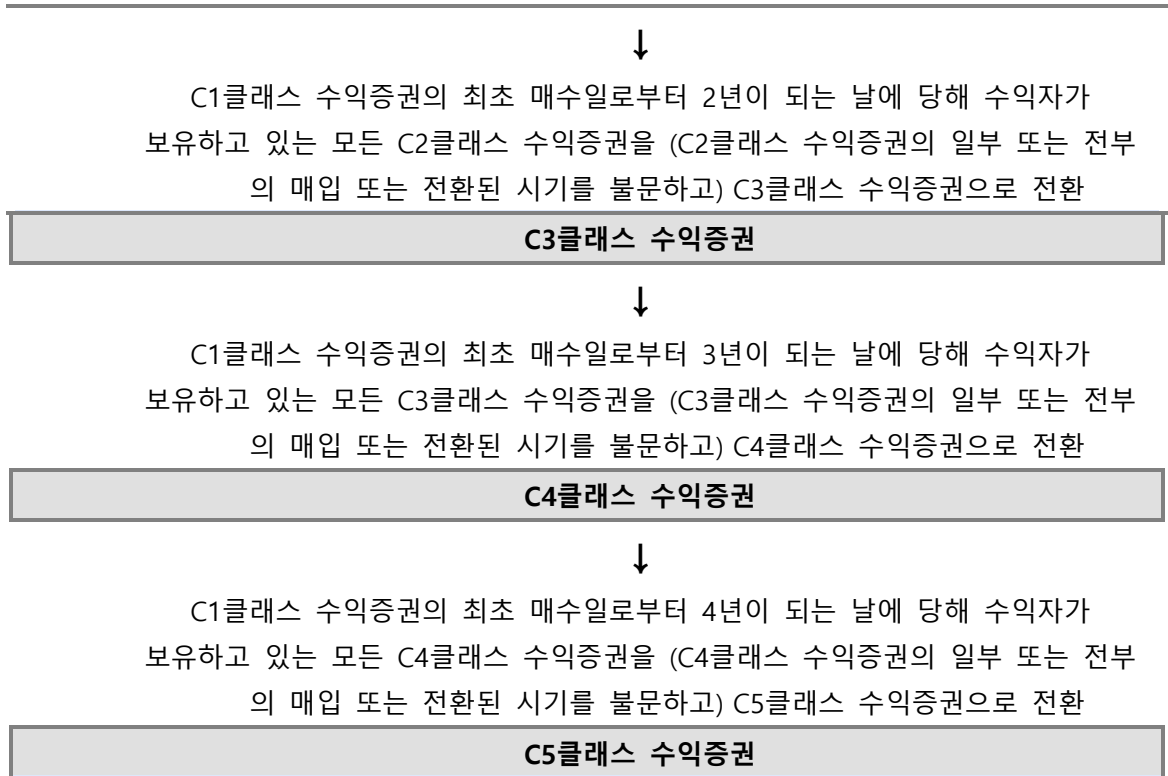 ↓
C1클래스 수익증권의 최초 매수일로부터 2년이 되는 날에 당해 수익자가
보유하고 있는 모든 C2클래스 수익증권을 (C2클래스 수익증권의 일부 또는 전부
의 매입 또는 전환된 시기를 불문하고) C3클래스 수익증권으로 전환
C3클래스 수익증권
↓
C1클래스 수익증권의 최초 매수일로부터 3년이 되는 날에 당해 수익자가
보유하고 있는 모든 C3클래스 수익증권을 (C3클래스 수익증권의 일부 또는 전부
의 매입 또는 전환된 시기를 불문하고) C4클래스 수익증권으로 전환
C4클래스 수익증권
↓
C1클래스 수익증권의 최초 매수일로부터 4년이 되는 날에 당해 수익자가
보유하고 있는 모든 C4클래스 수익증권을 (C4클래스 수익증권의 일부 또는 전부
의 매입 또는 전환된 시기를 불문하고) C5클래스 수익증권으로 전환
C5클래스 수익증권